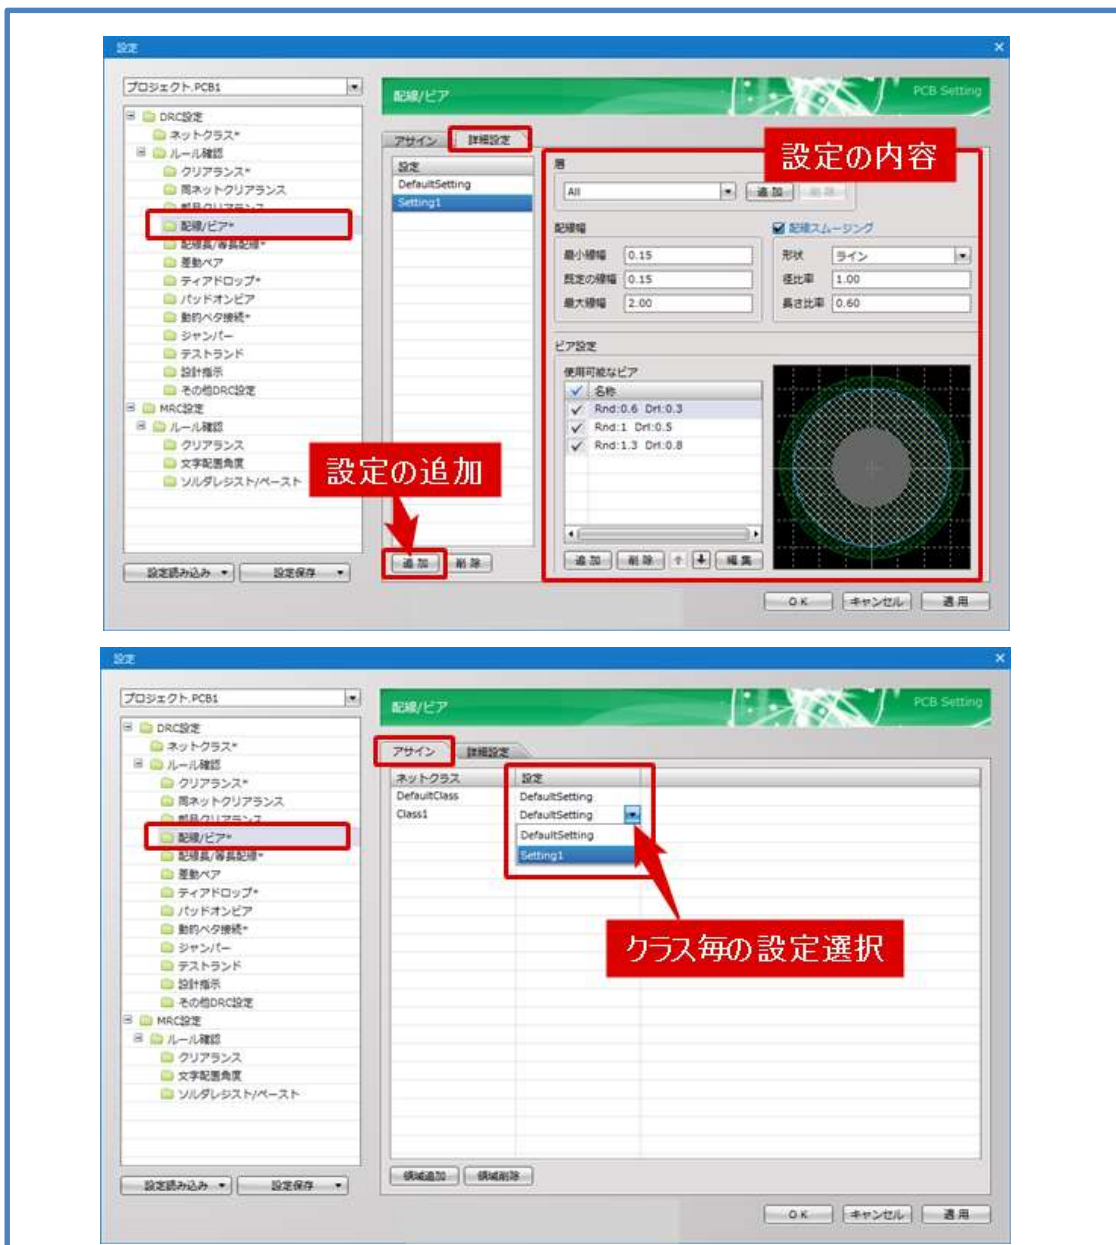 設定
プロジェクト.PCB1
配線/ビア
PCB Setting
DRC設定
ネットクラス*
ルール確認
クリアランス*
同ネットクリアランス
部品クリアランス
配線/ビア*
配線長/等長配線*
差動ペア
ティアドロップ*
パッドオンビア
動的ベタ接続*
ジャンパー
テストランド
設計指示
その他DRC設定
MRC設定
ルール確認
クリアランス
文字配置角度
ソルダレジスト/ペースト
設定読み込み
設定保存
アサイン
詳細設定
設定
DefaultSetting
Setting1
設定の追加
追加
削除
設定の内容
層
All
追加
削除
配線幅
最小線幅 0.15
既定の線幅 0.15
最大線幅 2.00
配線スムージング
形状 ライン
径比率 1.00
長さ比率 0.60
ビア設定
使用可能なビア
名称
Rnd:0.6 Drl:0.3
Rnd:1 Drl:0.5
Rnd:1.3 Drl:0.8
追加 削除 編集
OK キャンセル 適用
設定
プロジェクト.PCB1
配線/ビア
PCB Setting
DRC設定
ネットクラス*
ルール確認
クリアランス*
同ネットクリアランス
部品クリアランス
配線/ビア*
配線長/等長配線*
差動ペア
ティアドロップ*
パッドオンビア
動的ベタ接続*
ジャンパー
テストランド
設計指示
その他DRC設定
MRC設定
ルール確認
クリアランス
文字配置角度
ソルダレジスト/ペースト
設定読み込み
設定保存
アサイン
詳細設定
ネットクラス 設定
DefaultClass DefaultSetting
Class1 DefaultSetting
DefaultSetting
Setting1
クラス毎の設定選択
領域追加 領域削除
OK キャンセル 適用